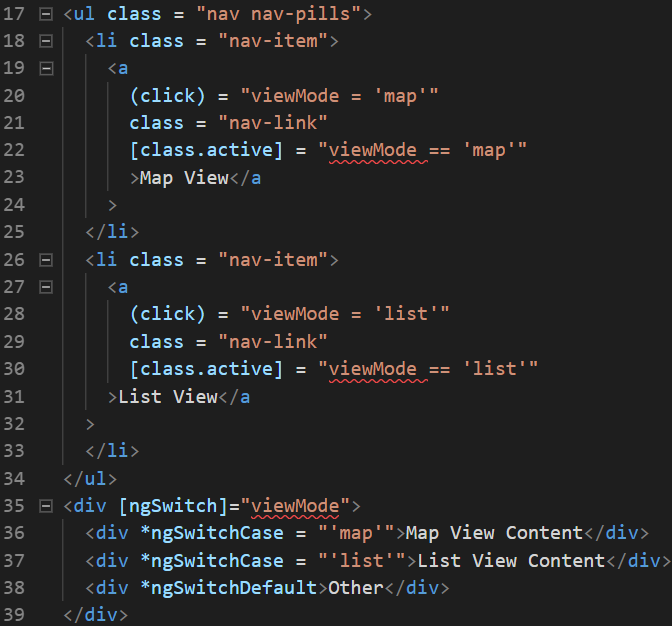 17 <ul class = "nav nav-pills">
18 <li class = "nav-item">
19 <a
20 (click) = "viewMode = 'map'"
21 class = "nav-link"
22 [class.active] = "viewMode == 'map'"
23 >Map View</a
24 >
25 </li>
26 <li class = "nav-item">
27 <a
28 (click) = "viewMode = 'list'"
29 class = "nav-link"
30 [class.active] = "viewMode == 'list'"
31 >List View</a
32 >
33 </li>
34 </ul>
35 <div [ngSwitch]="viewMode">
36 <div *ngSwitchCase = "'map'">Map View Content</div>
37 <div *ngSwitchCase = "'list'">List View Content</div>
38 <div *ngSwitchDefault>Other</div>
39 </div>